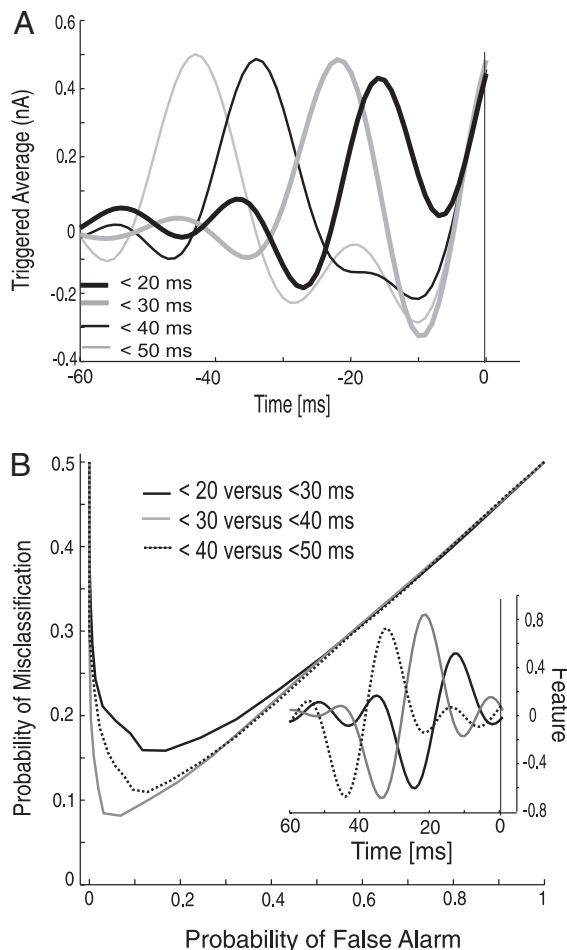 A
0.6
0.4
0.2
0
-0.2
-0.4
Triggered Average (nA)
< 20 ms
< 30 ms
< 40 ms
< 50 ms
-60
-40
-20
0
Time [ms]
B
0.5
0.4
0.3
0.2
0.1
0
Probability of Misclassification
< 20 versus <30 ms
< 30 versus <40 ms
< 40 versus <50 ms
0.8
0.4
0
-0.4
-0.8
Feature
60
40
20
0
Time [ms]
0
0.2
0.4
0.6
0.8
1
Probability of False Alarm